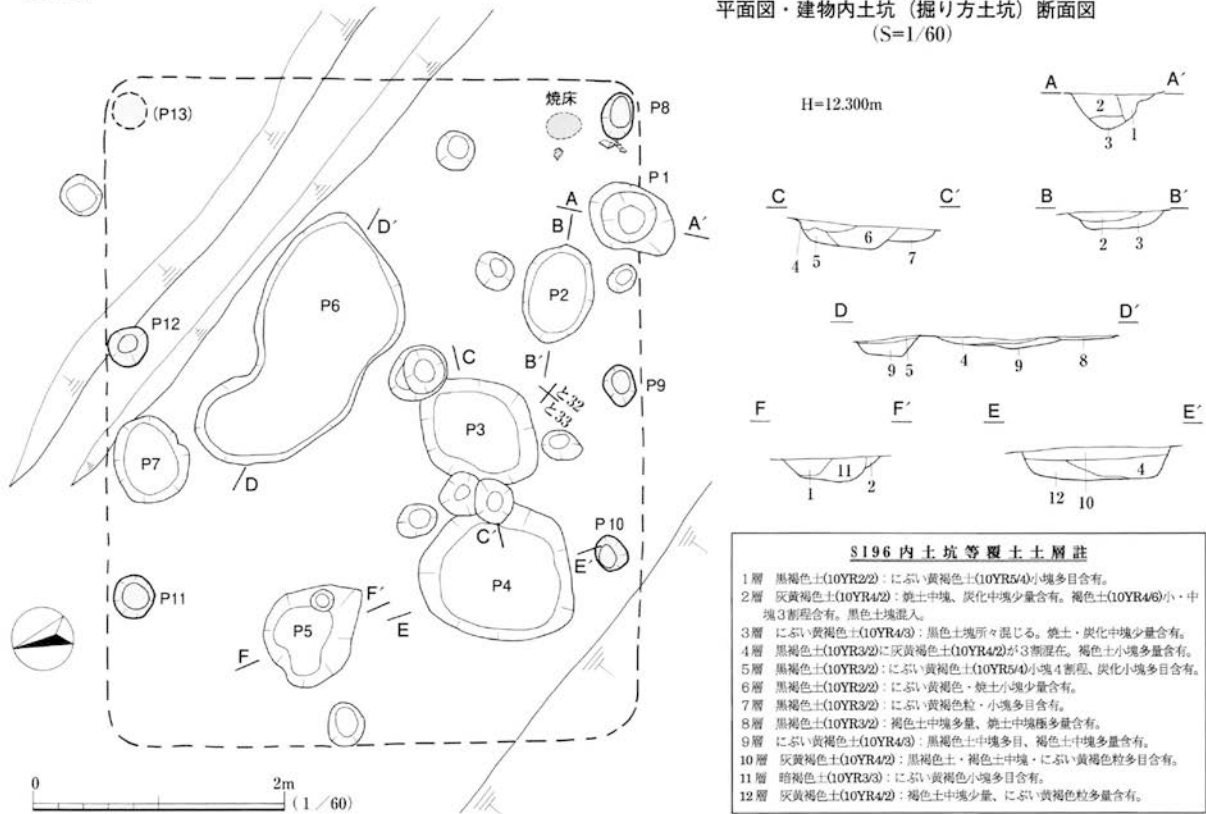 平面図・建物内土坑（掘り方土坑）断面図
(S=1/60)
H=12.300m
(P13)
焼床
P8
P1
A
A′
B
D′
P6
P2
P12
C
B′
と32
と33
P9
P3
P7
D
C′
P10
E′
P4
P11
P5
F′
E
F
0
2m
(1/60)
A
A′
2
3
1
C
C′
4
5
6
7
B
B′
2
3
D
D′
9
5
4
9
8
F
F′
1
11
2
E
E′
12
10
4
SI96内土坑等覆土土層註
1層 黒褐色土(10YR2/2)：にぶい黄褐色土(10YR5/4)小塊多目含有。
2層 灰黄褐色土(10YR4/2)：焼土中塊、炭化中塊少量含有。褐色土(10YR4/6)小・中
塊3割程含有。黒色土塊混入。
3層 にぶい黄褐色土(10YR4/3)：黒色土塊所々混じる。焼土・炭化中塊少量含有。
4層 黒褐色土(10YR3/2)に灰黄褐色土(10YR4/2)が3割混在。褐色土小塊多量含有。
5層 黒褐色土(10YR3/2)：にぶい黄褐色土(10YR5/4)小塊4割程、炭化小塊多目含有。
6層 黒褐色土(10YR2/2)：にぶい黄褐色・焼土小塊少量含有。
7層 黒褐色土(10YR3/2)：にぶい黄褐色粒・小塊多目含有。
8層 黒褐色土(10YR3/2)：褐色土中塊多量、焼土中塊極多量含有。
9層 にぶい黄褐色土(10YR4/3)：黒褐色土中塊多目、褐色土中塊多量含有。
10層 灰黄褐色土(10YR4/2)：黒褐色土・褐色土中塊・にぶい黄褐色粒多目含有。
11層 暗褐色土(10YR3/3)：にぶい黄褐色小塊多目含有。
12層 灰黄褐色土(10YR4/2)：褐色土中塊少量、にぶい黄褐色粒多量含有。